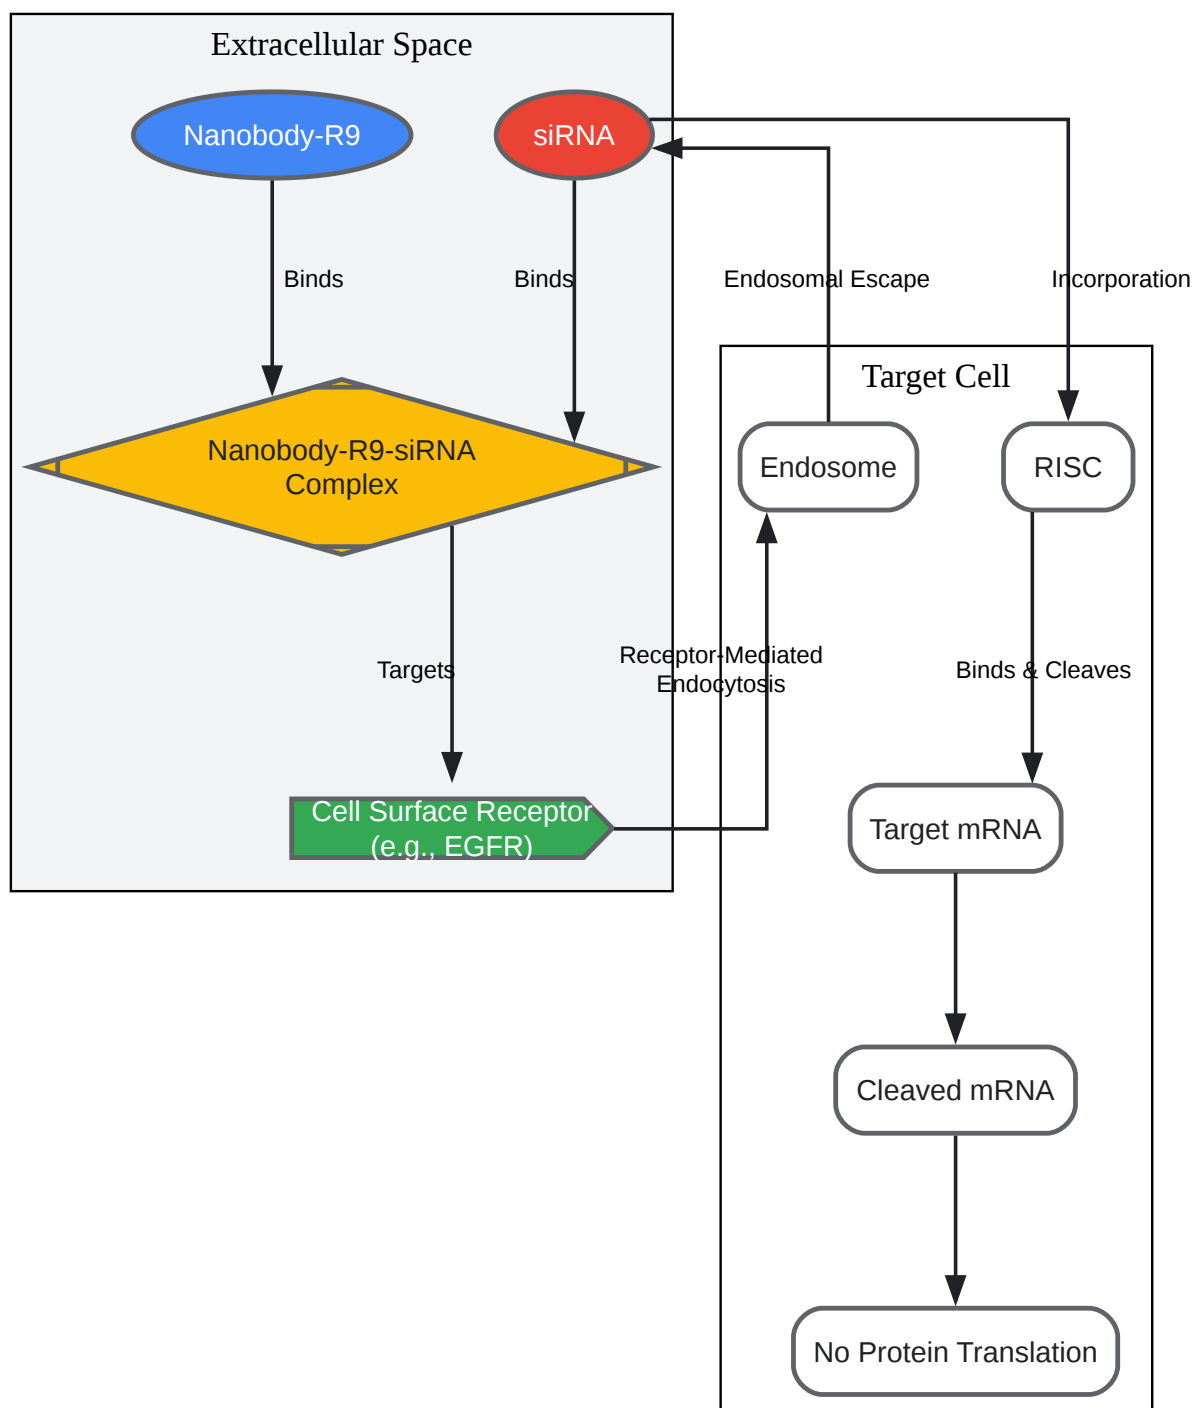 Extracellular Space
Nanobody-R9
siRNA
Binds
Binds
Endosomal Escape
Incorporation
Target Cell
Nanobody-R9-siRNA
Complex
Endosome
RISC
Targets
Receptor-Mediated
Endocytosis
Binds & Cleaves
Cell Surface Receptor
(e.g., EGFR)
Target mRNA
Cleaved mRNA
No Protein Translation